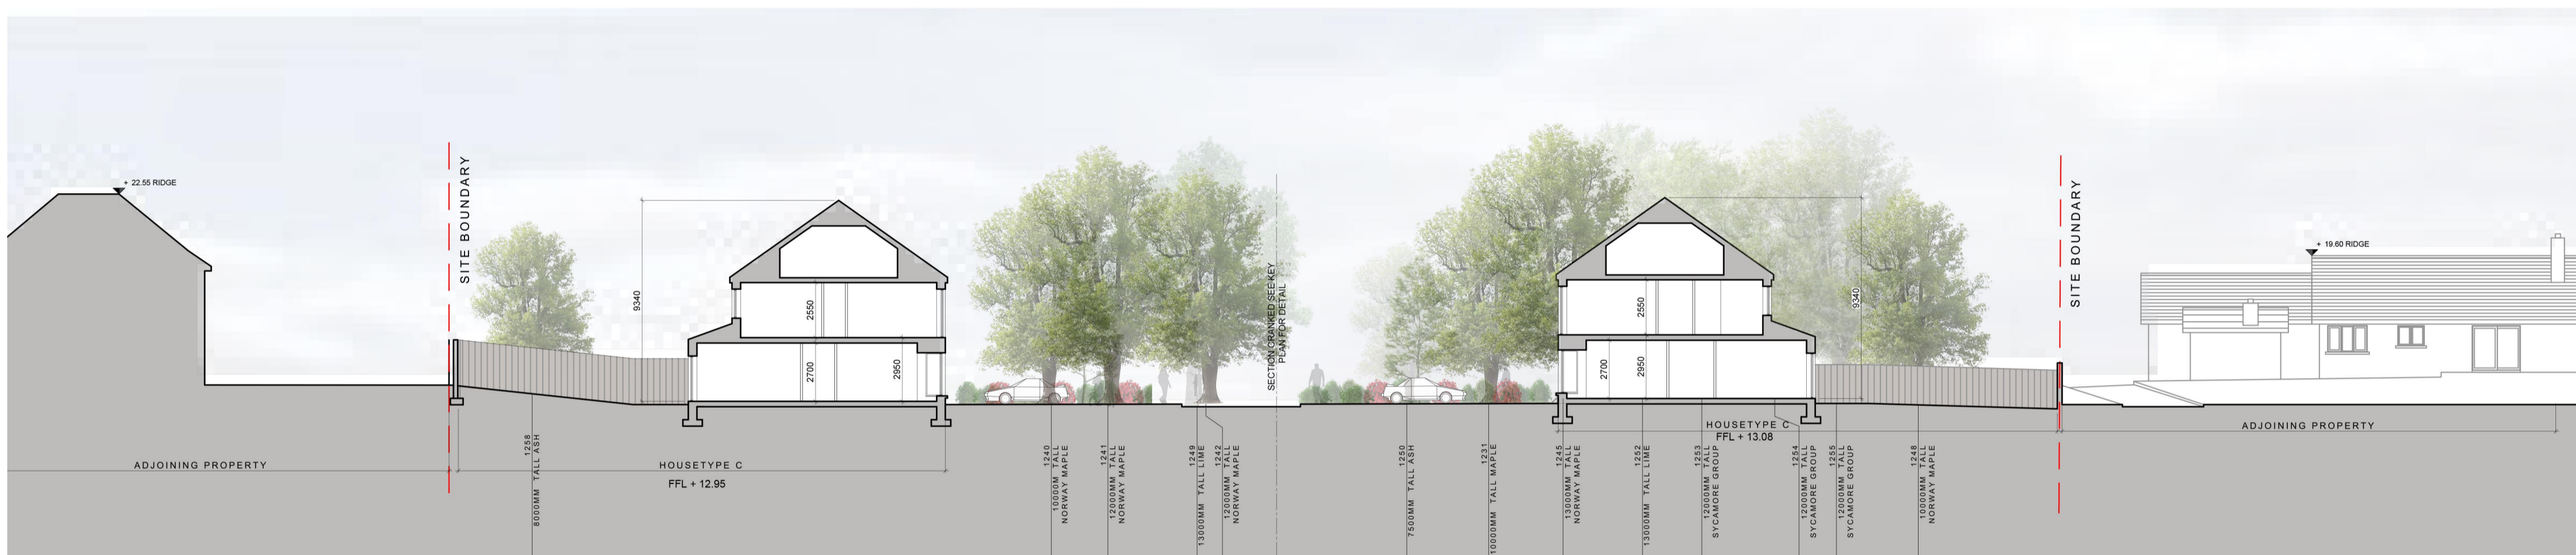 + 22.55 RIDGE
SITE BOUNDARY
9340
2550
2700
2950
SECTION CRANKED SEE KEY
PLAN FOR DETAIL
2550
2700
2950
9340
SITE BOUNDARY
+ 19.60 RIDGE
ADJOINING PROPERTY
HOUSETYPE C
FFL + 12.95
HOUSETYPE C
FFL + 13.08
ADJOINING PROPERTY
1258
8000MM TALL ASH
1240
10000M TALL
NORWAY MAPLE
1241
12000MM TALL
NORWAY MAPLE
1249
13000MM TALL LIME
1242
12000MM TALL
NORWAY MAPLE
1250
7500MM TALL ASH
1231
10000MM TALL MAPLE
1245
13000MM TALL
NORWAY MAPLE
1252
13000MM TALL LIME
1253
12000MM TALL
SYCAMORE GROUP
1254
12000MM TALL
SYCAMORE GROUP
1255
12000MM TALL
SYCAMORE GROUP
1248
10000MM TALL
NORWAY MAPLE